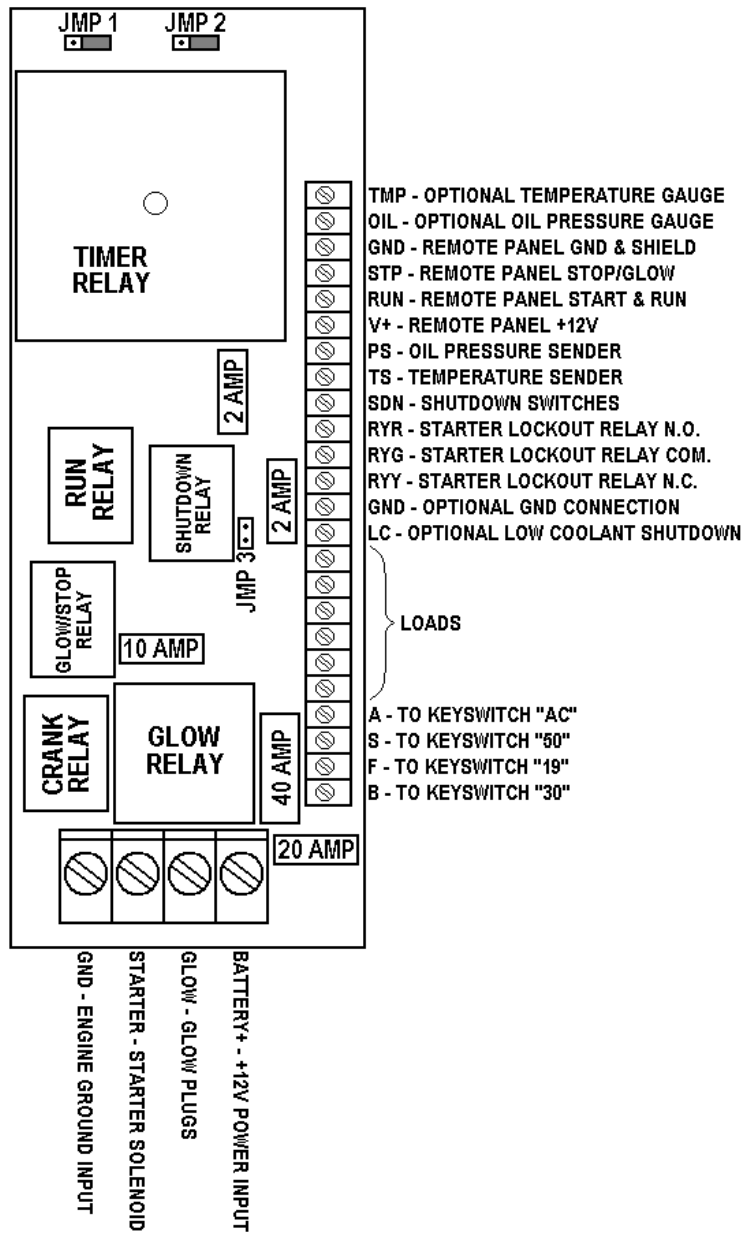 JMP 1
JMP 2
TIMER
RELAY
TMP - OPTIONAL TEMPERATURE GAUGE
OIL - OPTIONAL OIL PRESSURE GAUGE
GND - REMOTE PANEL GND & SHIELD
STP - REMOTE PANEL STOP/GLOW
RUN - REMOTE PANEL START & RUN
V+ - REMOTE PANEL +12V
PS - OIL PRESSURE SENDER
TS - TEMPERATURE SENDER
SDN - SHUTDOWN SWITCHES
RYR - STARTER LOCKOUT RELAY N.O.
RYG - STARTER LOCKOUT RELAY COM.
RYY - STARTER LOCKOUT RELAY N.C.
GND - OPTIONAL GND CONNECTION
LC - OPTIONAL LOW COOLANT SHUTDOWN
LOADS
A - TO KEYSWITCH "AC"
S - TO KEYSWITCH "50"
F - TO KEYSWITCH "19"
B - TO KEYSWITCH "30"
2 AMP
RUN
RELAY
SHUTDOWN
RELAY
2 AMP
JMP 3
GLOW/STOP
RELAY
10 AMP
CRANK
RELAY
GLOW
RELAY
40 AMP
20 AMP
GND - ENGINE GROUND INPUT
STARTER - STARTER SOLENOID
GLOW - GLOW PLUGS
BATTERY+ - +12V POWER INPUT